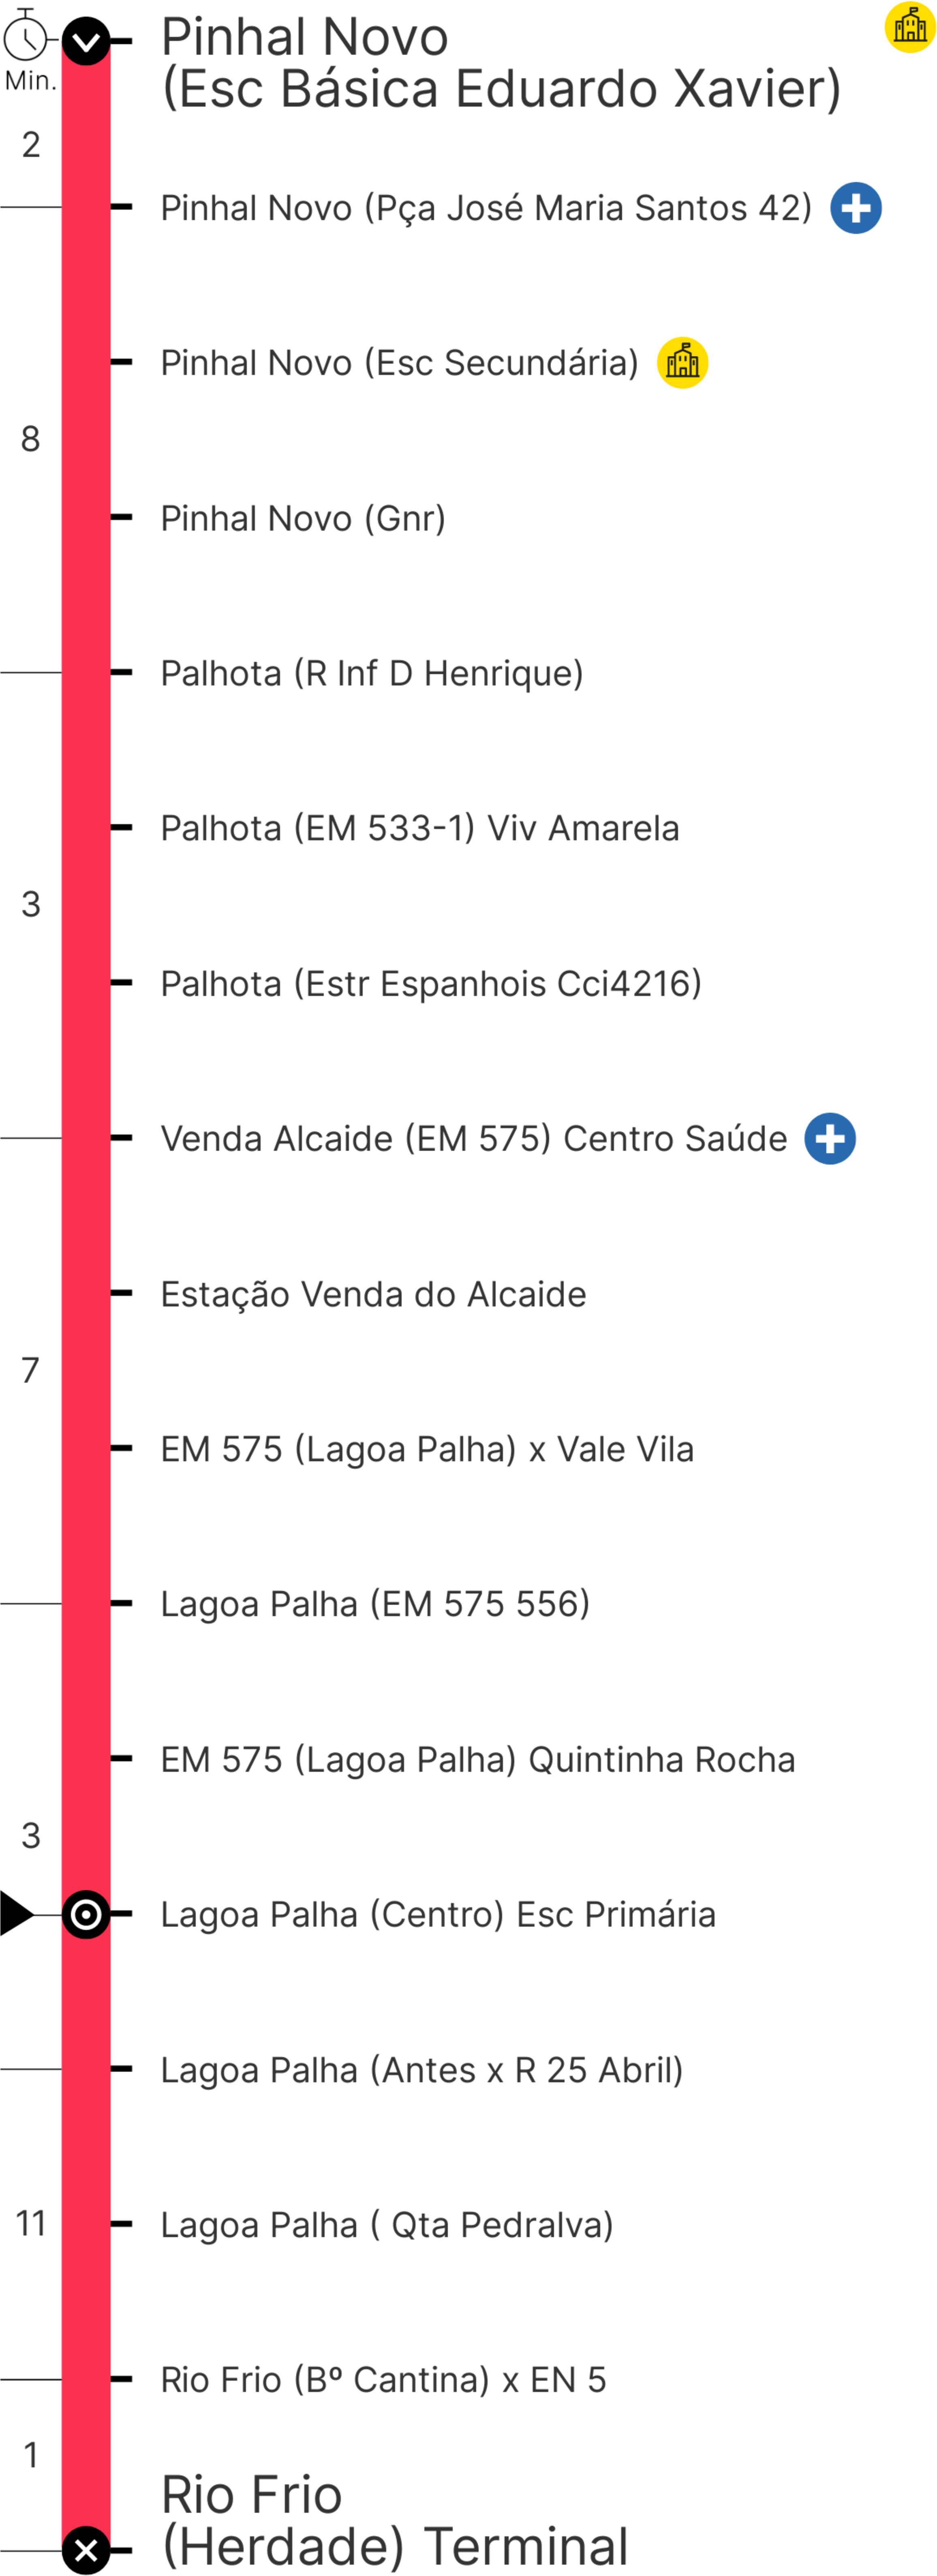 Pinhal Novo
(Esc Básica Eduardo Xavier)
Min.
2
Pinhal Novo (Pça José Maria Santos 42)
Pinhal Novo (Esc Secundária)
8
Pinhal Novo (Gnr)
Palhota (R Inf D Henrique)
Palhota (EM 533-1) Viv Amarela
3
Palhota (Estr Espanhois Cci4216)
Venda Alcaide (EM 575) Centro Saúde
Estação Venda do Alcaide
7
EM 575 (Lagoa Palha) x Vale Vila
Lagoa Palha (EM 575 556)
EM 575 (Lagoa Palha) Quintinha Rocha
3
Lagoa Palha (Centro) Esc Primária
Lagoa Palha (Antes x R 25 Abril)
11
Lagoa Palha ( Qta Pedralva)
Rio Frio (Bº Cantina) x EN 5
1
Rio Frio
(Herdade) Terminal